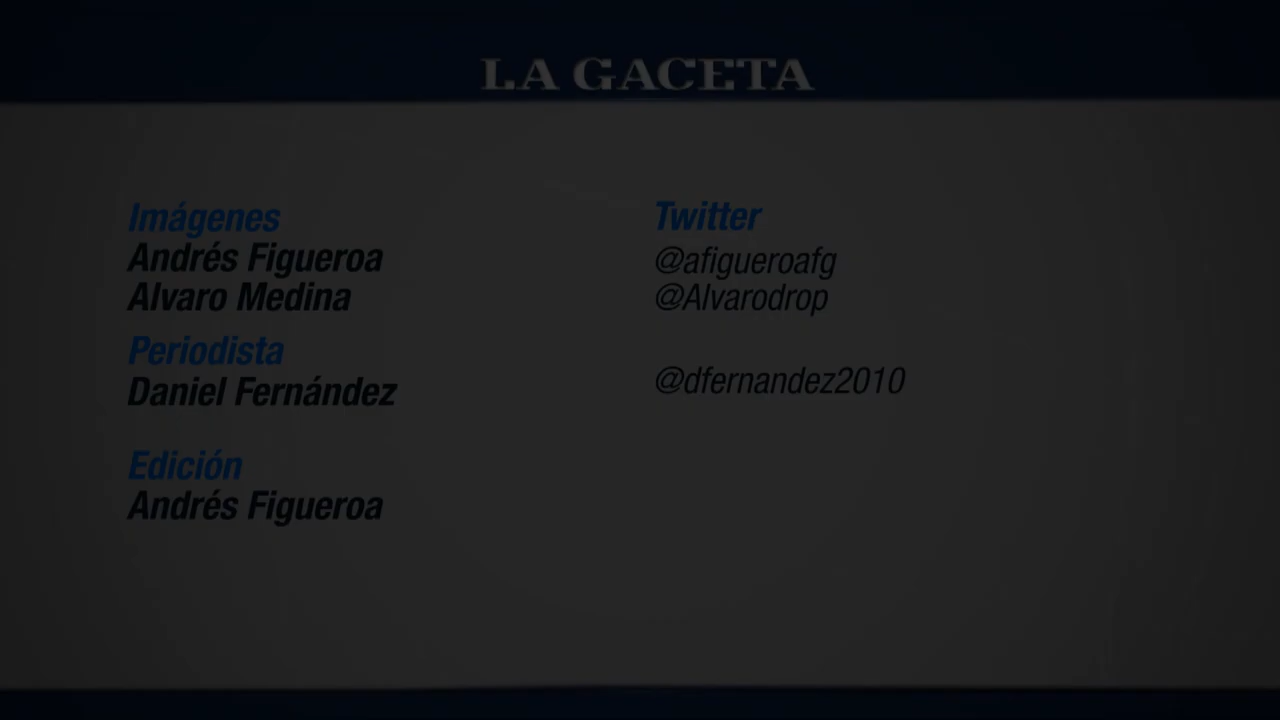 LA GACETA
Imágenes
Andrés Figueroa
Alvaro Medina
Periodista
Daniel Fernández
Edición
Andrés Figueroa
Twitter
@afigueroafg
@Alvarodrop
@dfernandez2010